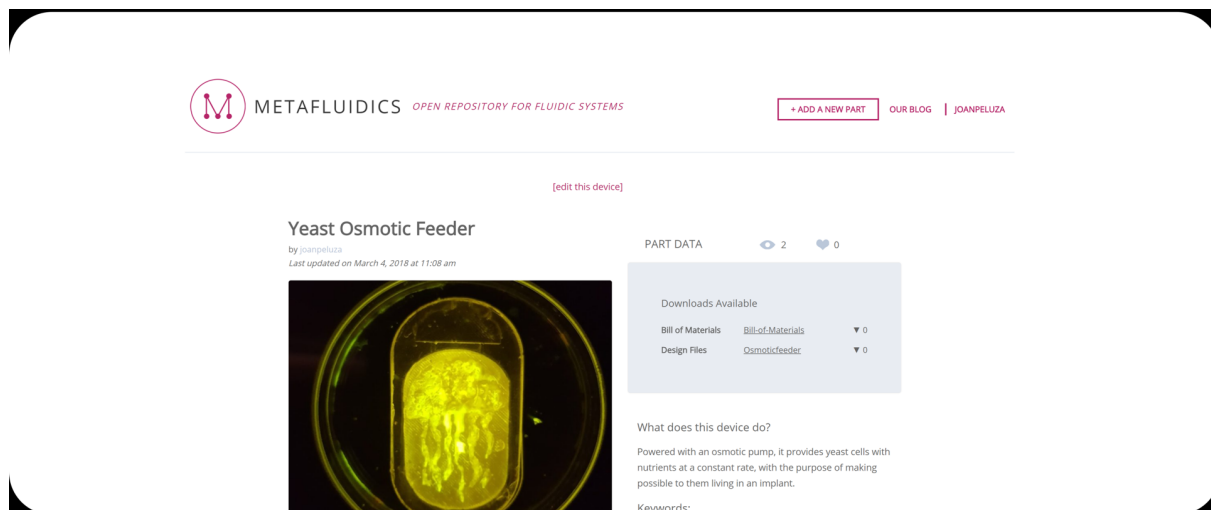 METAFLUIDICS OPEN REPOSITORY FOR FLUIDIC SYSTEMS
+ ADD A NEW PART OUR BLOG JOANPELUZA
[edit this device]
Yeast Osmotic Feeder
by joanpeluza
Last updated on March 4, 2018 at 11:08 am
PART DATA 2 0
Downloads Available
Bill of Materials Bill-of-Materials ▼ 0
Design Files Osmoticfeeder ▼ 0
What does this device do?
Powered with an osmotic pump, it provides yeast cells with
nutrients at a constant rate, with the purpose of making
possible to them living in an implant.
Keywords: